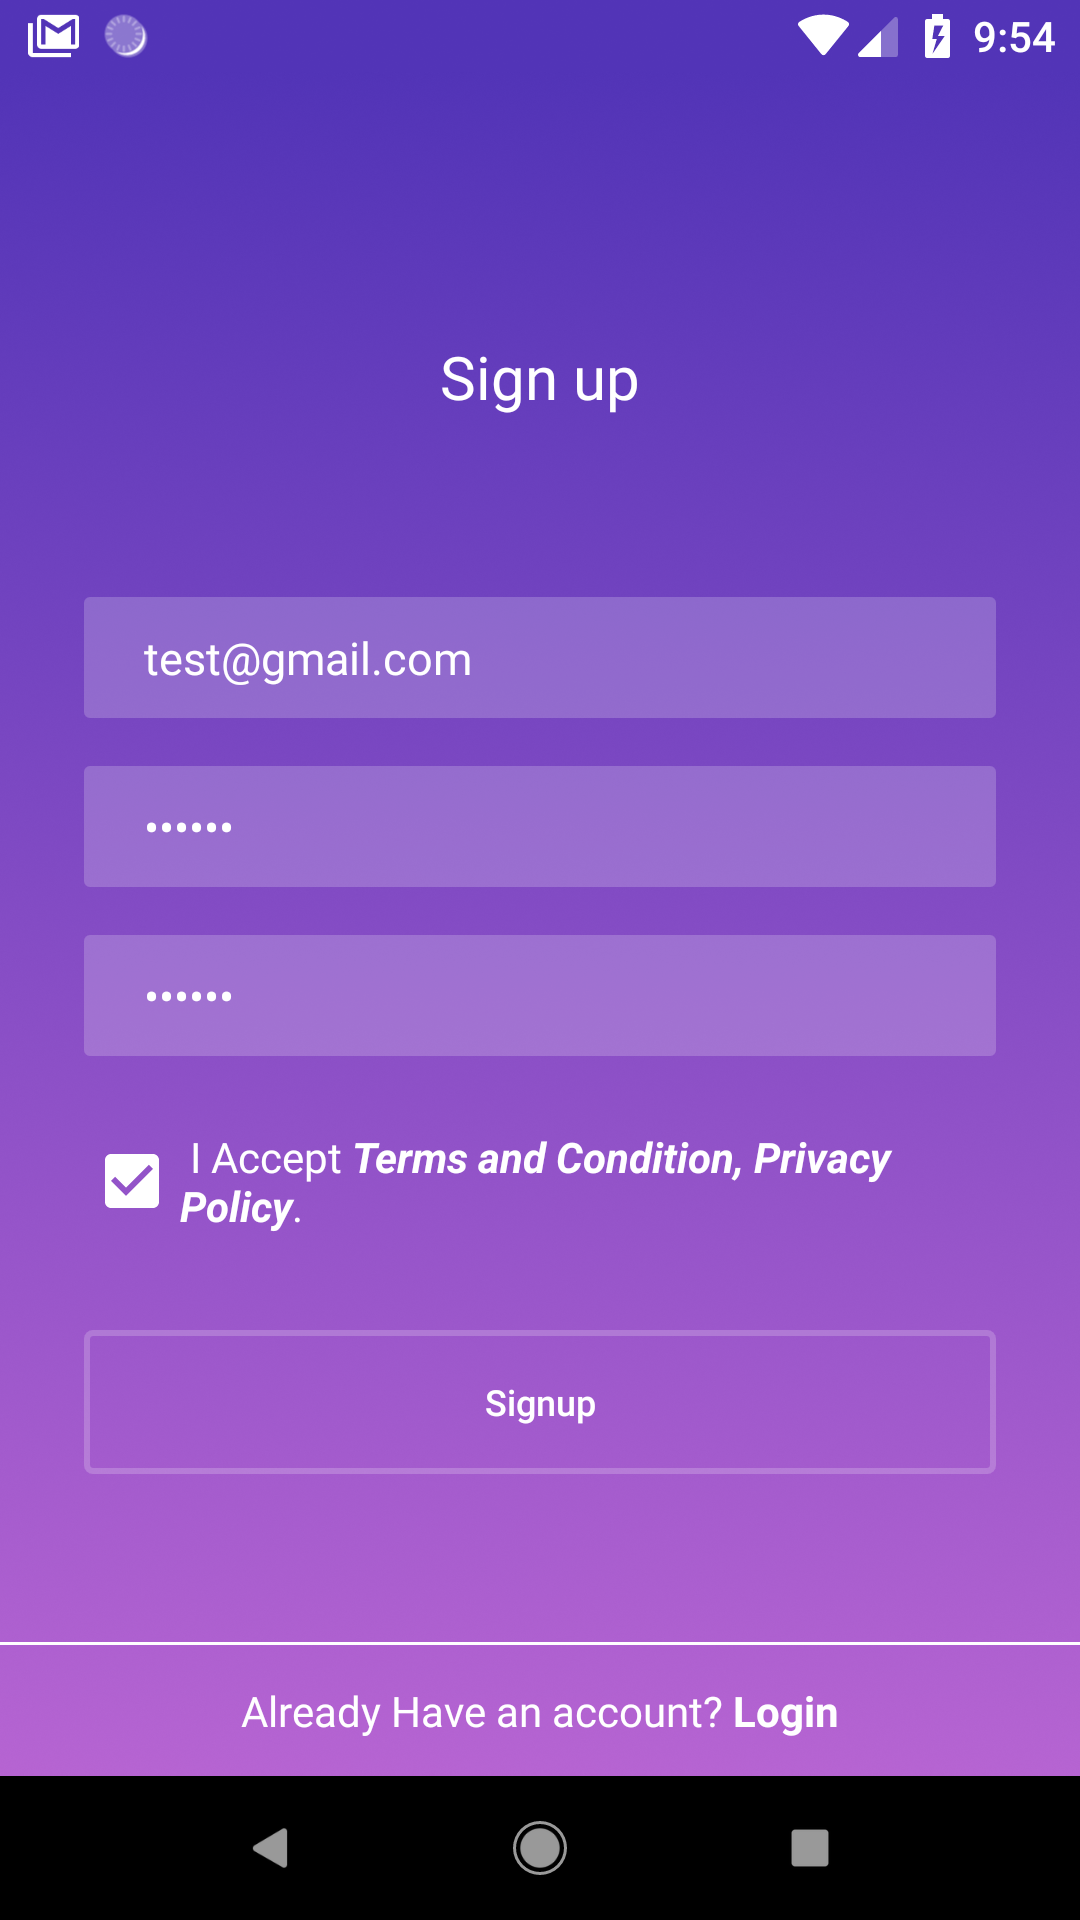 9:54
Sign up
test@gmail.com
••••••
••••••
I Accept Terms and Condition, Privacy
Policy.
Signup
Already Have an account? Login